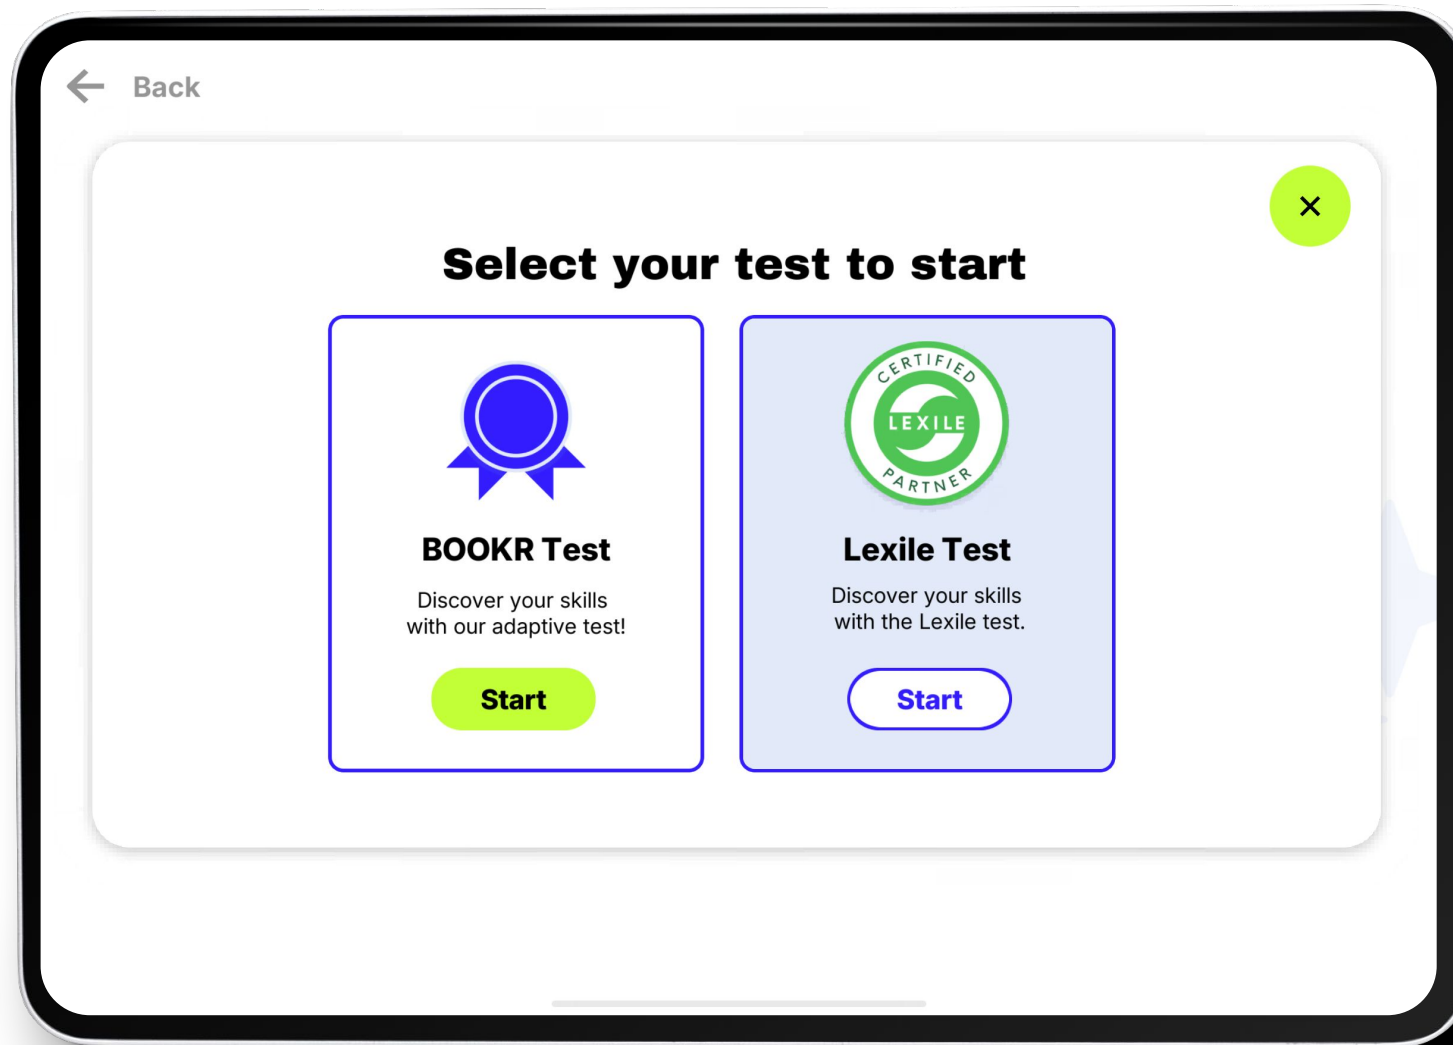 Back
Select your test to start
CERTIFIED
LEXILE
PARTNER
BOOKR Test
Discover your skills
with our adaptive test!
Start
Lexile Test
Discover your skills
with the Lexile test.
Start